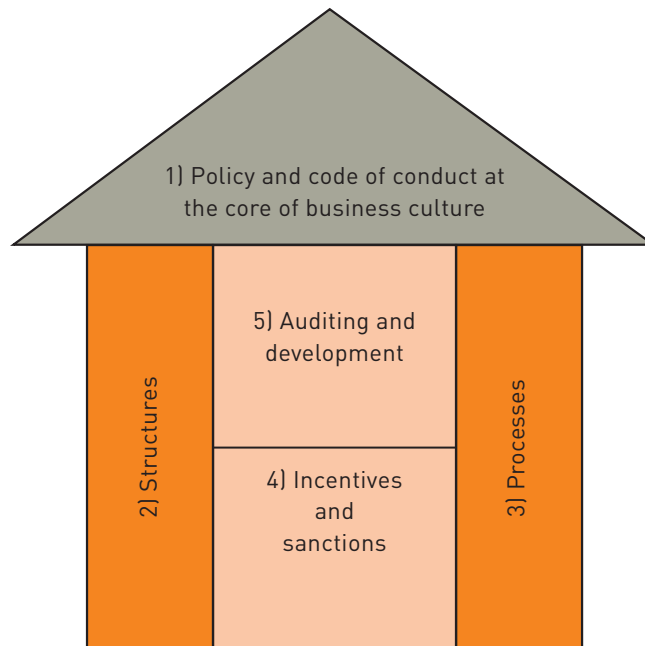 1) Policy and code of conduct at
the core of business culture
2) Structures
5) Auditing and
development
4) Incentives
and
sanctions
3) Processes